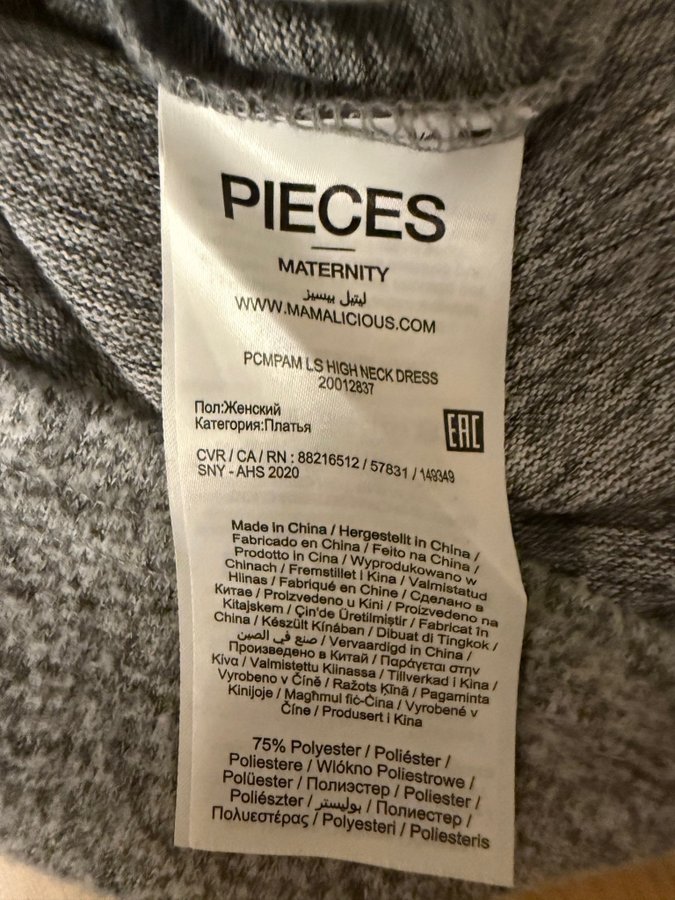 PIECES
MATERNITY
ليتيل بيسيز
WWW.MAMALICIOUS.COM
PCMPAM LS HIGH NECK DRESS
20012837
Пол:Женский
Категория:Платья
EAC
CVR / CA / RN : 88216512 / 57831 / 149349
SNY - AHS 2020
Made in China / Hergestellt in China /
Fabricado en China / Feito na China /
Prodotto in Cina / Wyprodukowano w
Chinach / Fremstillet i Kina / Valmistatud
Hiinas / Fabriqué en Chine / Сделано в
Китае / Proizvedeno u Kini / Proizvedeno na
Kitajskem / Çin'de Üretilmiştir / Fabricat în
China / Készült Kínában / Dibuat di Tingkok /
صنع في الصين / Vervaardigd in China /
Произведено в Китай / Παράγεται στην
Κίνα / Valmistettu Kiinassa / Tillverkad i Kina /
Vyrobeno v Číně / Ražots Ķīnā / Pagaminta
Kinijoje / Magħmul fiċ-Ċina / Vyrobené v
Číne / Produsert i Kina
75% Polyester / Poliéster /
Poliestere / Wlókno Poliestrowe /
Polüester / Полиэстер / Poliester /
Poliészter / بوليستر / Полиестер /
Πολυεστέρας / Polyesteri / Poliesteris